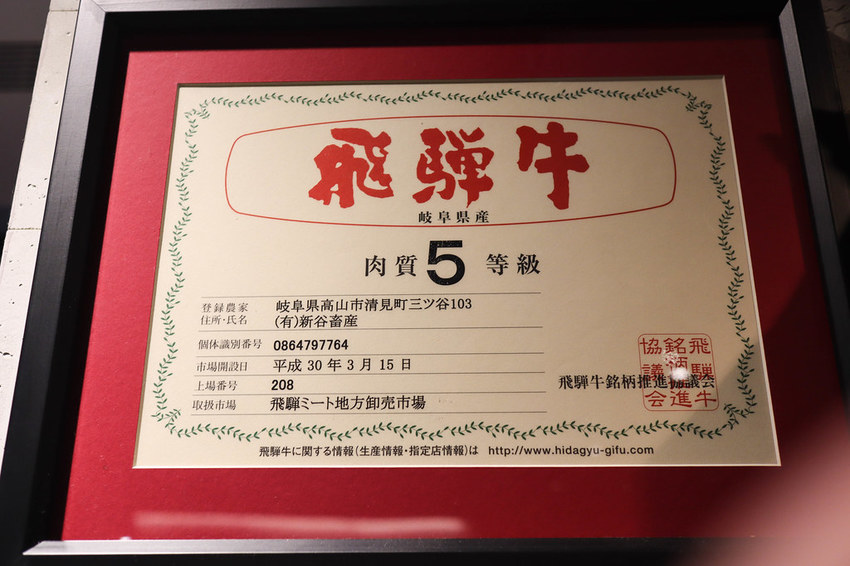 飛騨牛
岐阜県産
肉質5等級
登録農家 岐阜県高山市清見町三ツ谷103
住所・氏名 (有)新谷畜産
個体識別番号 0864797764
市場開設日 平成30年3月15日
上場番号 208
取扱市場 飛騨ミート地方卸売市場
飛騨牛銘柄推進協議会
飛騨牛銘柄推進協議会
飛騨牛に関する情報(生産情報・指定店情報)は http://www.hidagyu-gifu.com